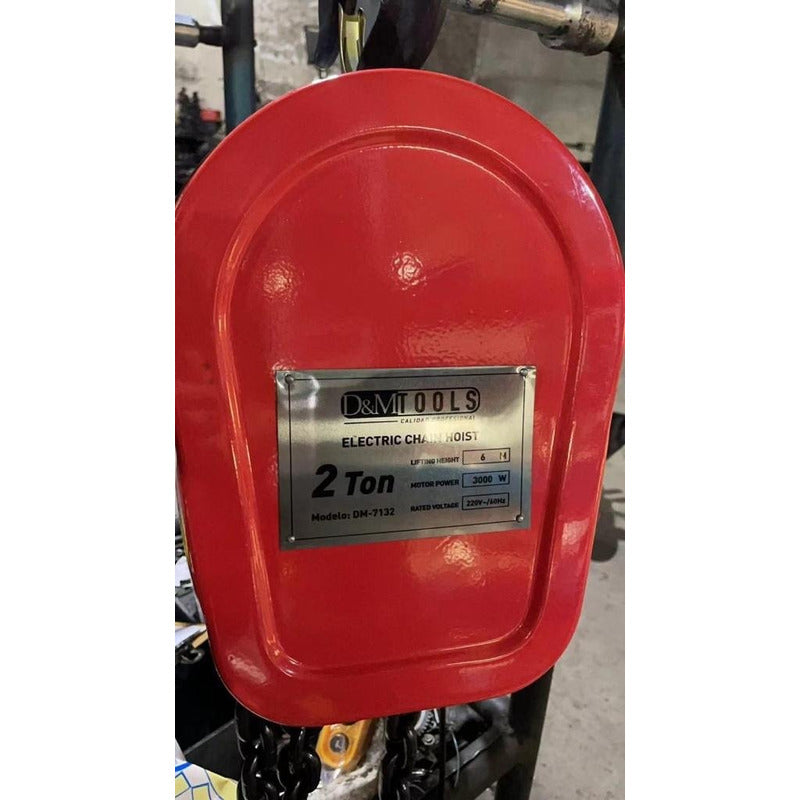 D&M TOOLS
CALIDAD PROFESIONAL
ELECTRIC CHAIN HOIST
2 Ton
Modelo: DM-7132
LIFTING HEIGHT 6 M
MOTOR POWER 3000 W
RATED VOLTAGE 220V~/60Hz